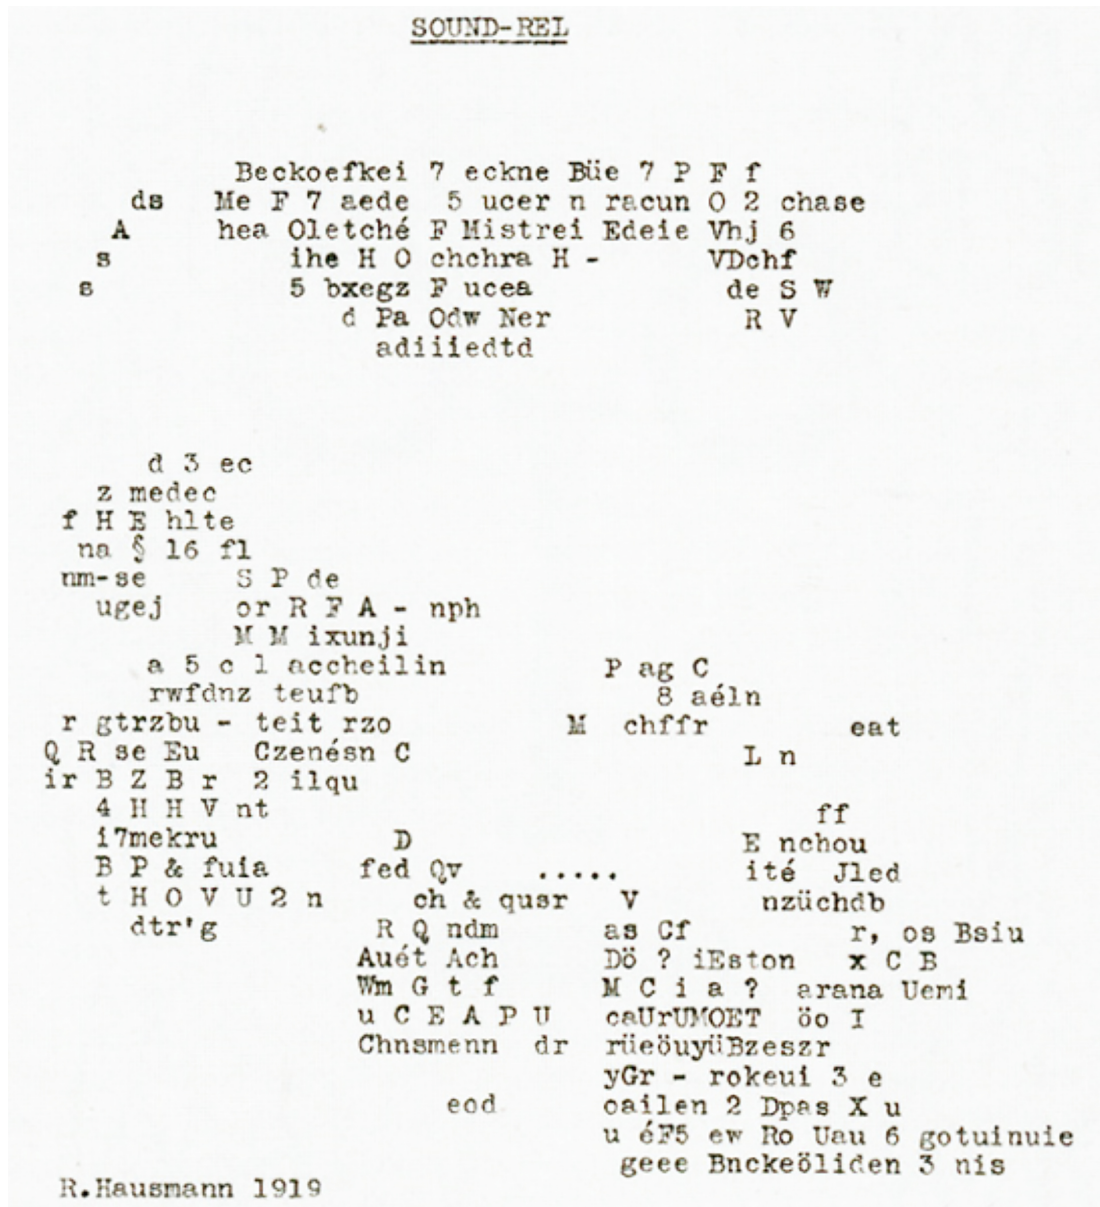 SOUND-REL
Beckoefkei 7 eckne Büe 7 P F f
ds Me F 7 aede 5 ucer n racun O 2 chase
A hea Oletché F Mistrei Edeie Vhj 6
s ihe H O chchra H - VDchf
s 5 bxegz F ucea de S W
d Pa Odw Ner R V
adiiiedtd
d 3 ec
z medec
f H E hlte
na § 16 fl
nm-se S P de
ugej or R F A - nph
M M ixunji
a 5 c l accheilin P ag C
rwfdnz teufb 8 aéln
r gtrzbu - teit rzo M chffr eat
Q R se Eu Czenésn C L n
ir B Z B r 2 ilqu
4 H H V nt ff
i7mekru D E nchou
B P & fuia fed Qv ..... ité Jled
t H O V U 2 n ch & qusr V nzüchdb
dtr'g R Q ndm as Cf r, os Bsiu
Auét Ach Dö ? iEston x C B
Wm G t f M C i a ? arana Uemi
u C E A P U caUrUMOET öo I
Chnsmenn dr rüeöuyüBzeszr
yGr - rokeui 3 e
eod oailen 2 Dpas X u
u éF5 ew Ro Uau 6 gotuinuie
geee Bnckeöliden 3 nis
R.Hausmann 1919